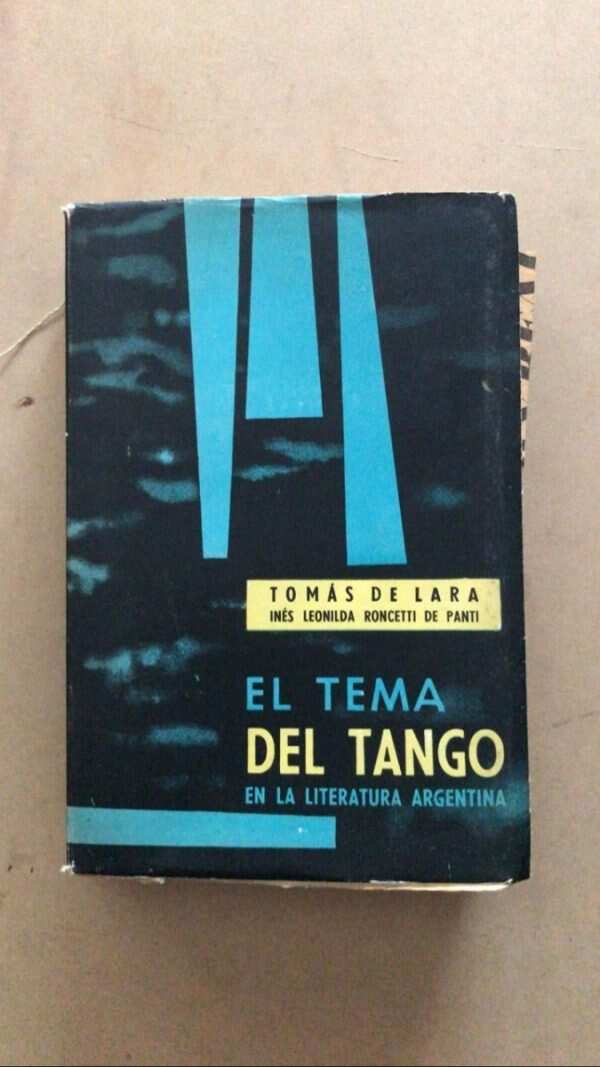 TOMÁS DE LARA
INÉS LEONILDA RONCETTI DE PANTI
EL TEMA
DEL TANGO
EN LA LITERATURA ARGENTINA